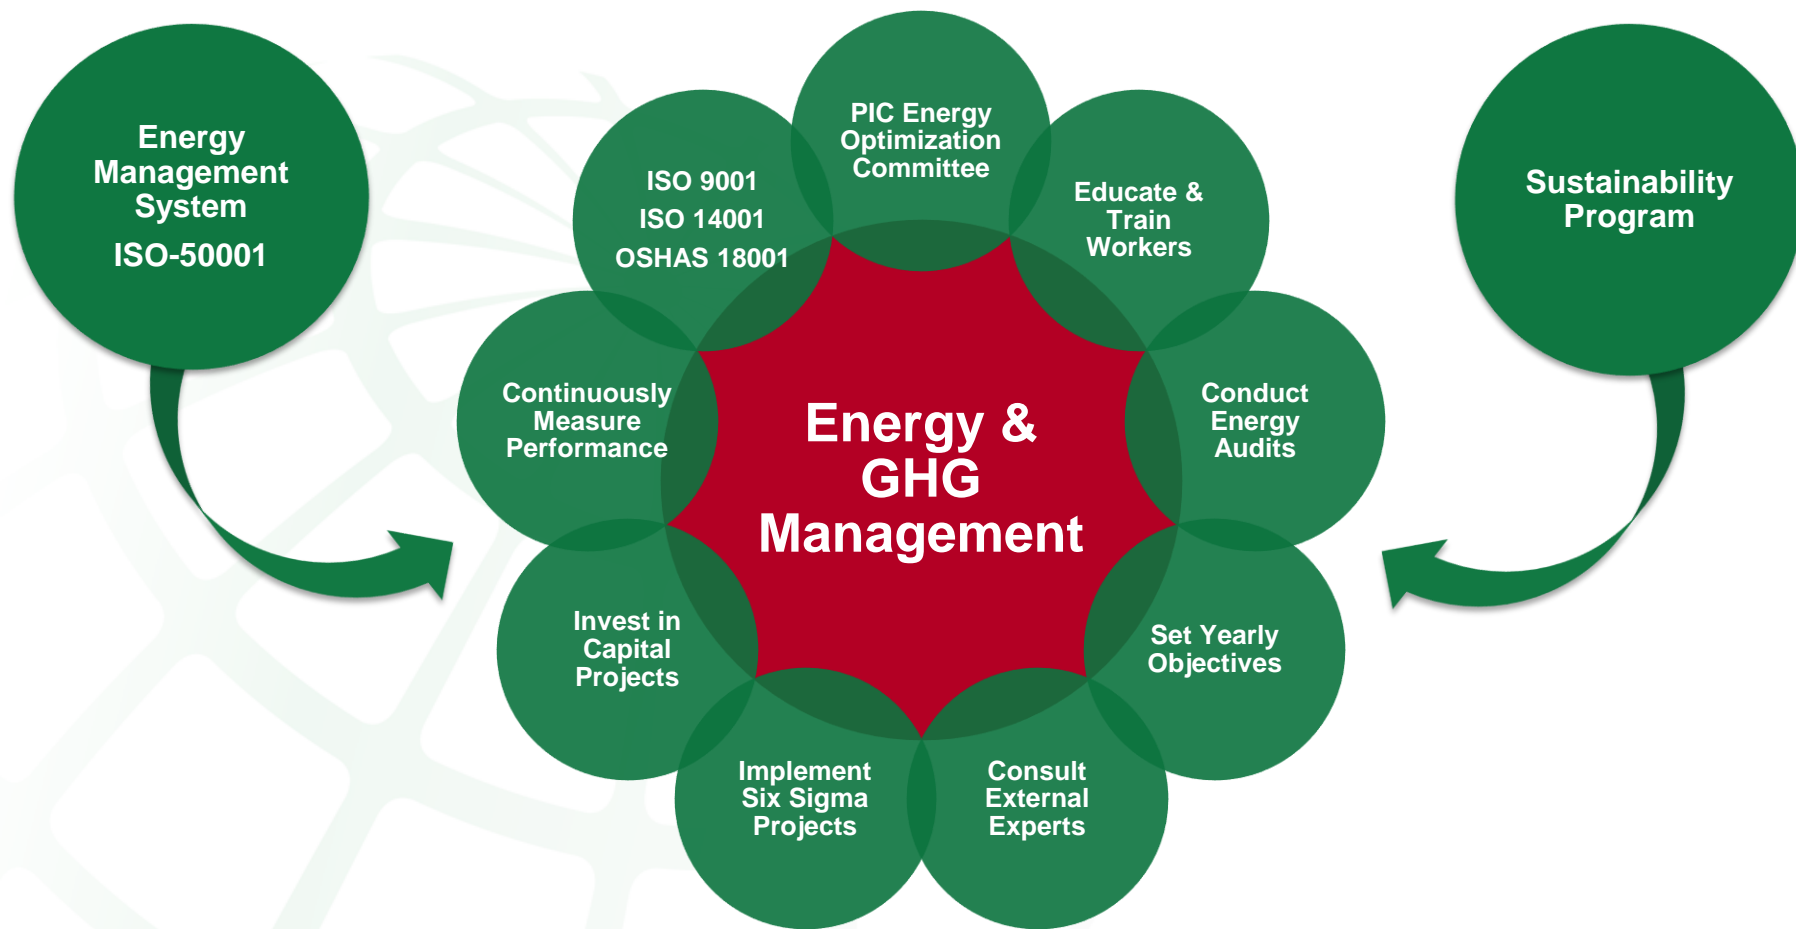 Energy
Management
System
ISO-50001
PIC Energy
Optimization
Committee
Educate &
Train
Workers
Conduct
Energy
Audits
Set Yearly
Objectives
Consult
External
Experts
Implement
Six Sigma
Projects
Invest in
Capital
Projects
Continuously
Measure
Performance
ISO 9001
ISO 14001
OSHAS 18001
Energy &
GHG
Management
Sustainability
Program